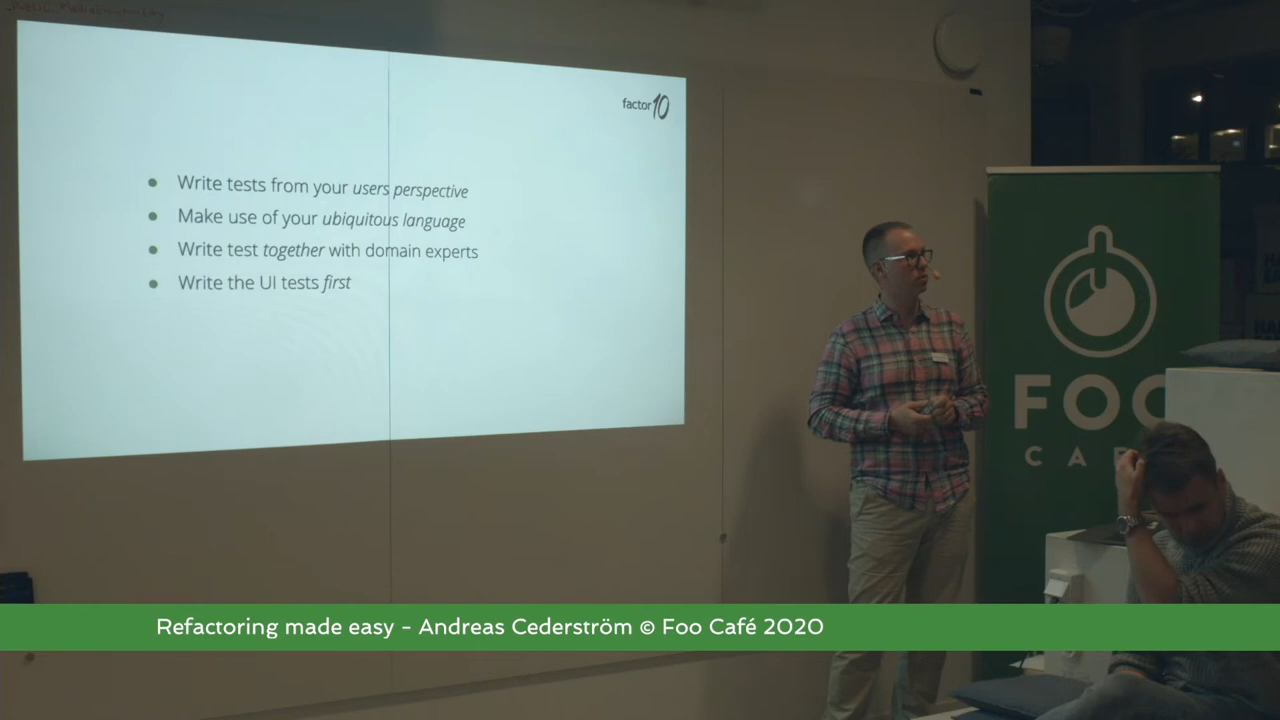 factor10
Write tests from your users perspective
Make use of your ubiquitous language
Write test together with domain experts
Write the UI tests first
FOO
CA
Refactoring made easy - Andreas Cederström © Foo Café 2020